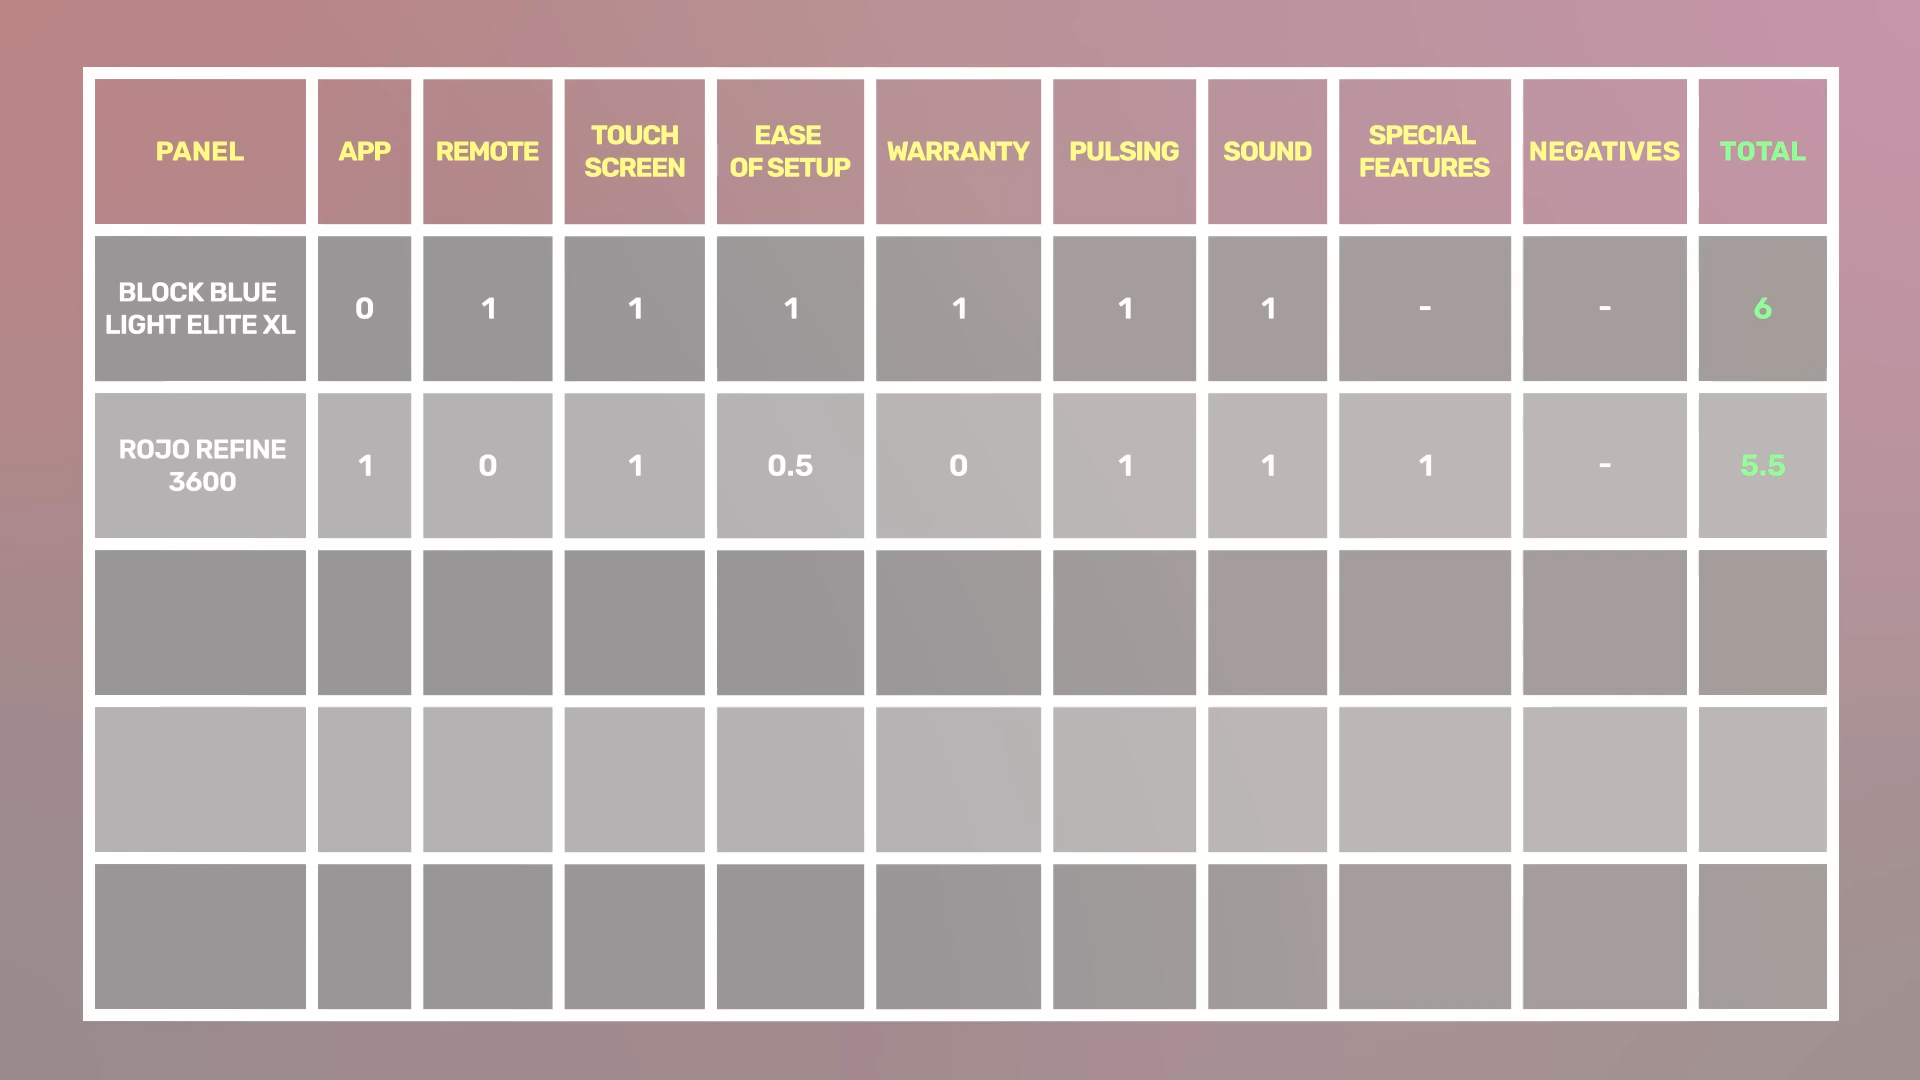 PANEL
APP
REMOTE
TOUCH
SCREEN
EASE
OF SETUP
WARRANTY
PULSING
SOUND
SPECIAL
FEATURES
NEGATIVES
TOTAL
BLOCK BLUE
LIGHT ELITE XL
0
1
1
1
1
1
1
-
-
6
ROJO REFINE
3600
1
0
1
0.5
0
1
1
1
-
5.5